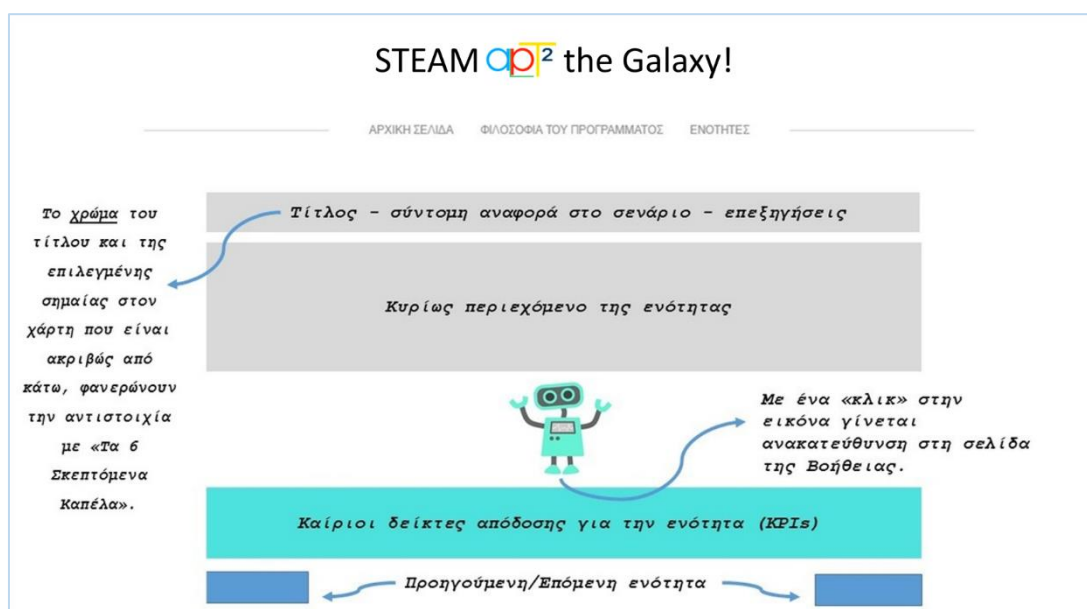 STEAM apT² the Galaxy!
ΑΡΧΙΚΗ ΣΕΛΙΔΑ ΦΙΛΟΣΟΦΙΑ ΤΟΥ ΠΡΟΓΡΑΜΜΑΤΟΣ ΕΝΟΤΗΤΕΣ
Το χρώμα του
τίτλου και της
επιλεγμένης
σημαίας στον
χάρτη που είναι
ακριβώς από
κάτω, φανερώνουν
την αντιστοιχία
με «Τα 6
Σκεπτόμενα
Καπέλα».
Τίτλος - σύντομη αναφορά στο σενάριο - επεξηγήσεις
Κυρίως περιεχόμενο της ενότητας
Με ένα «κλικ» στην
εικόνα γίνεται
ανακατεύθυνση στη σελίδα
της Βοήθειας.
Καίριοι δείκτες απόδοσης για την ενότητα (KPIs)
Προηγούμενη/Επόμενη ενότητα